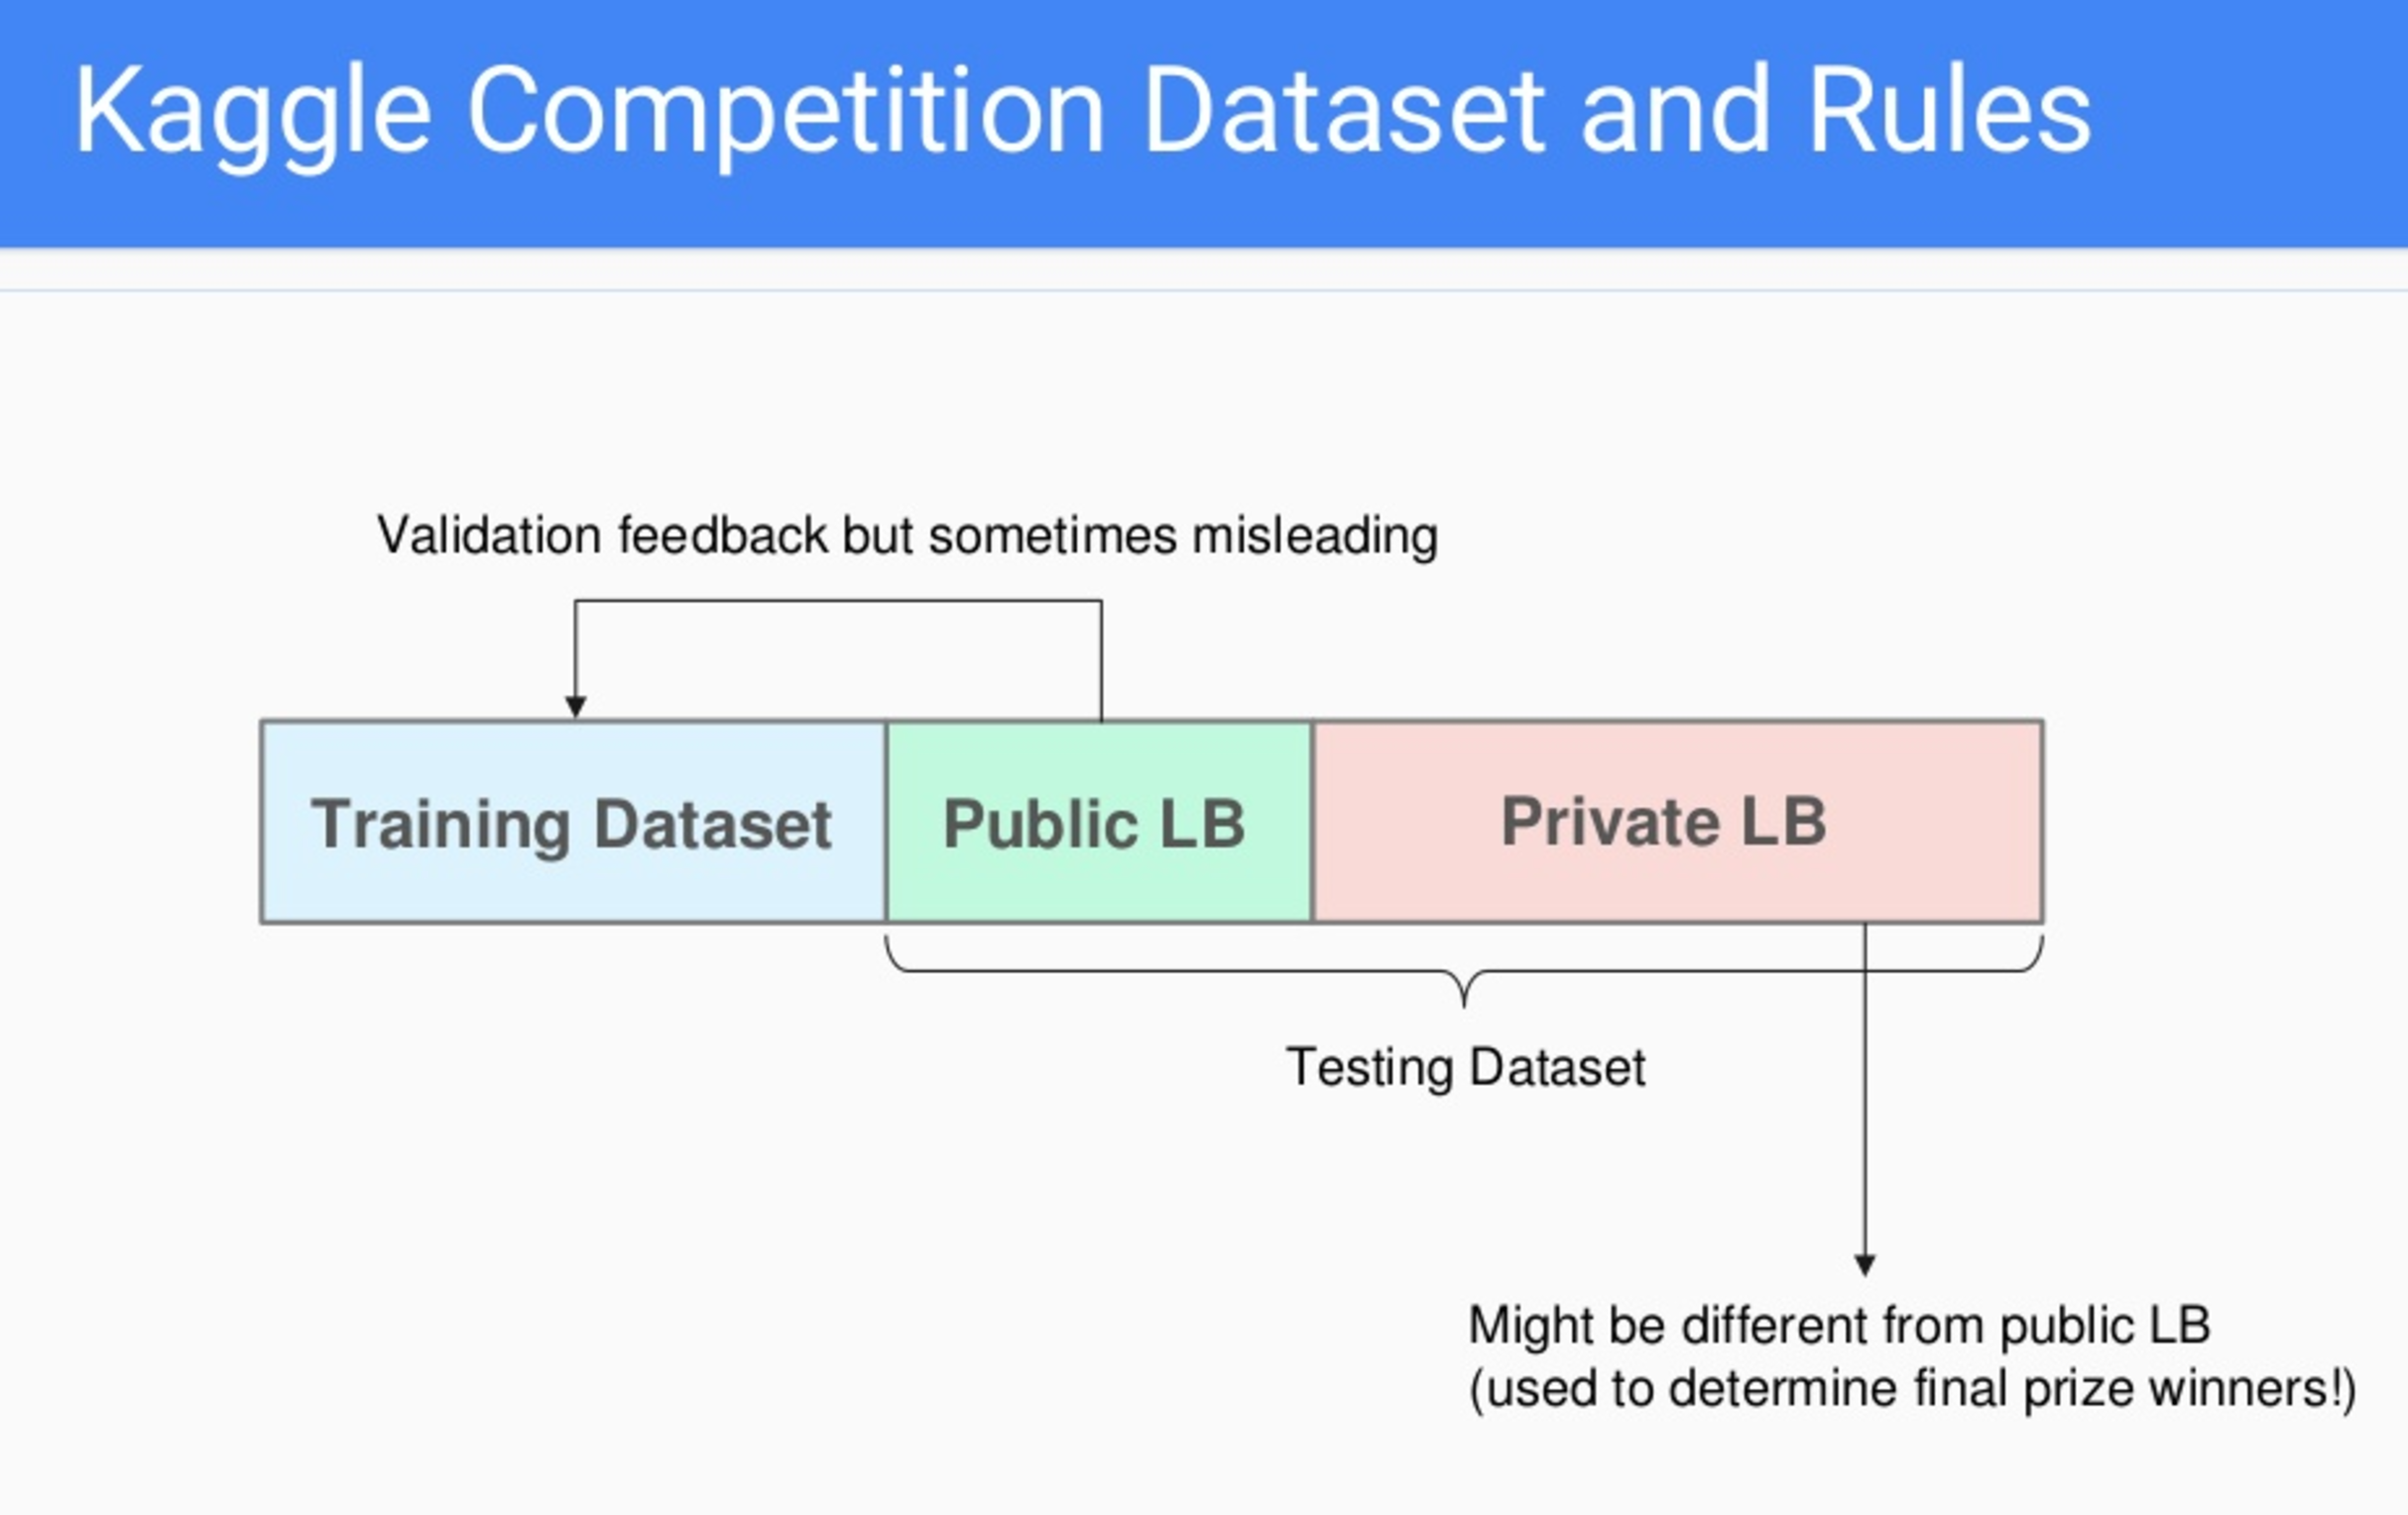 Kaggle Competition Dataset and Rules
Validation feedback but sometimes misleading
Training Dataset
Public LB
Private LB
Testing Dataset
Might be different from public LB
(used to determine final prize winners!)